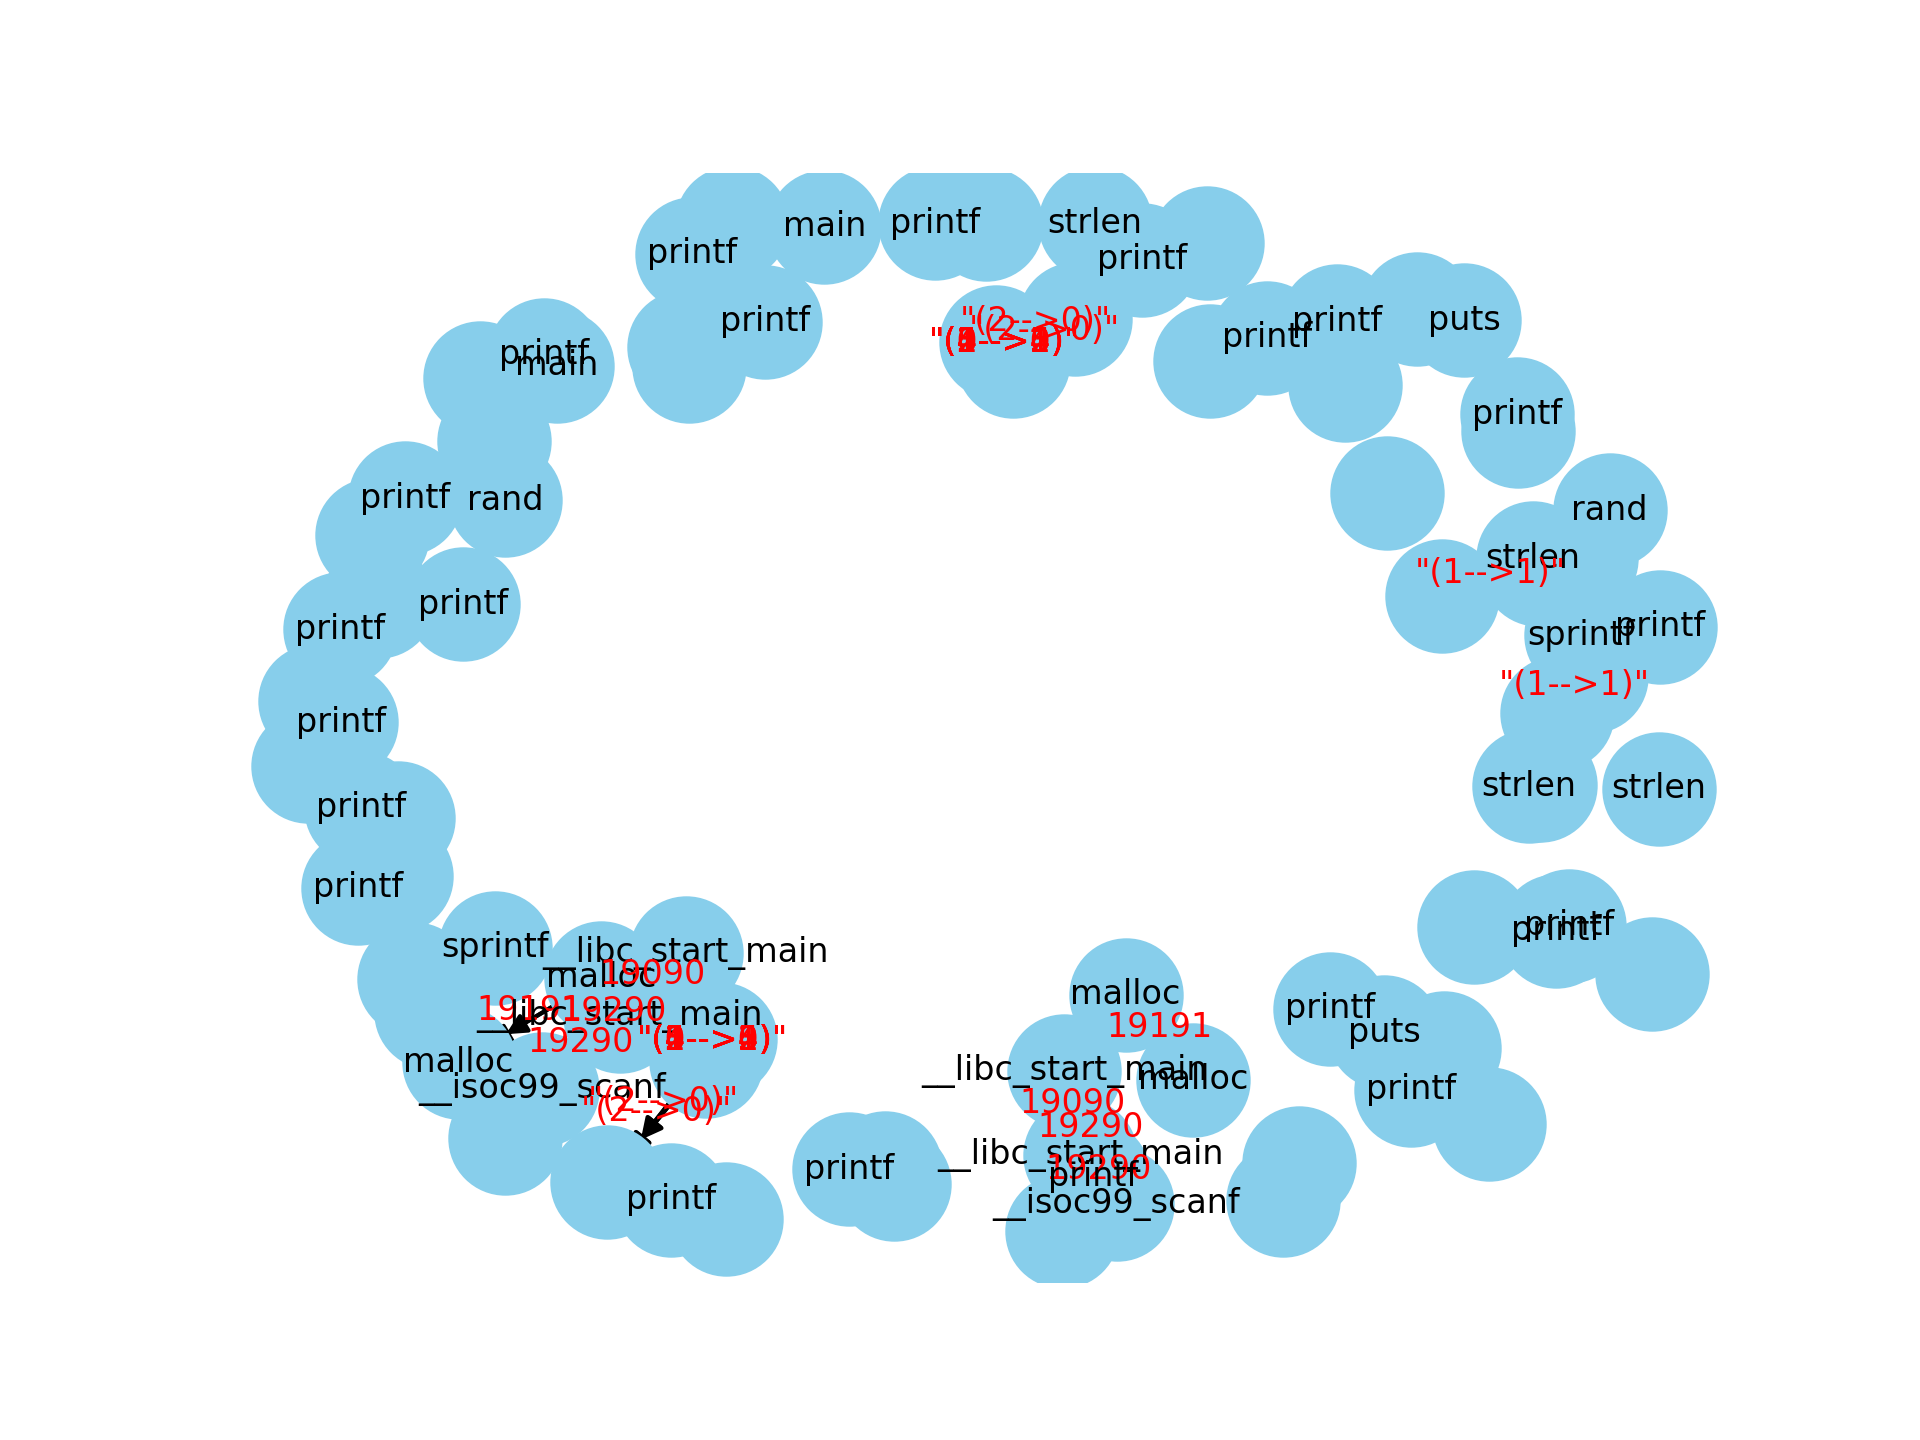 main
printf
strlen
printf
printf
printf
"(2-->0)"
"(2-->0)"
printf
printf
puts
printf
main
printf
printf
rand
rand
strlen
"(1-->1)"
printf
printf
sprintf
printf
"(1-->1)"
printf
strlen
strlen
printf
printf
printf
printf
sprintf
__libc_start_main
malloc
19090
malloc
19191
19290
__libc_start_main
printf
19191
puts
19290
malloc
__isoc99_scanf
__libc_start_main
malloc
printf
"(2-->0)"
"(2-->0)"
19090
19290
__libc_start_main
printf
19290
printf
printf
__isoc99_scanf